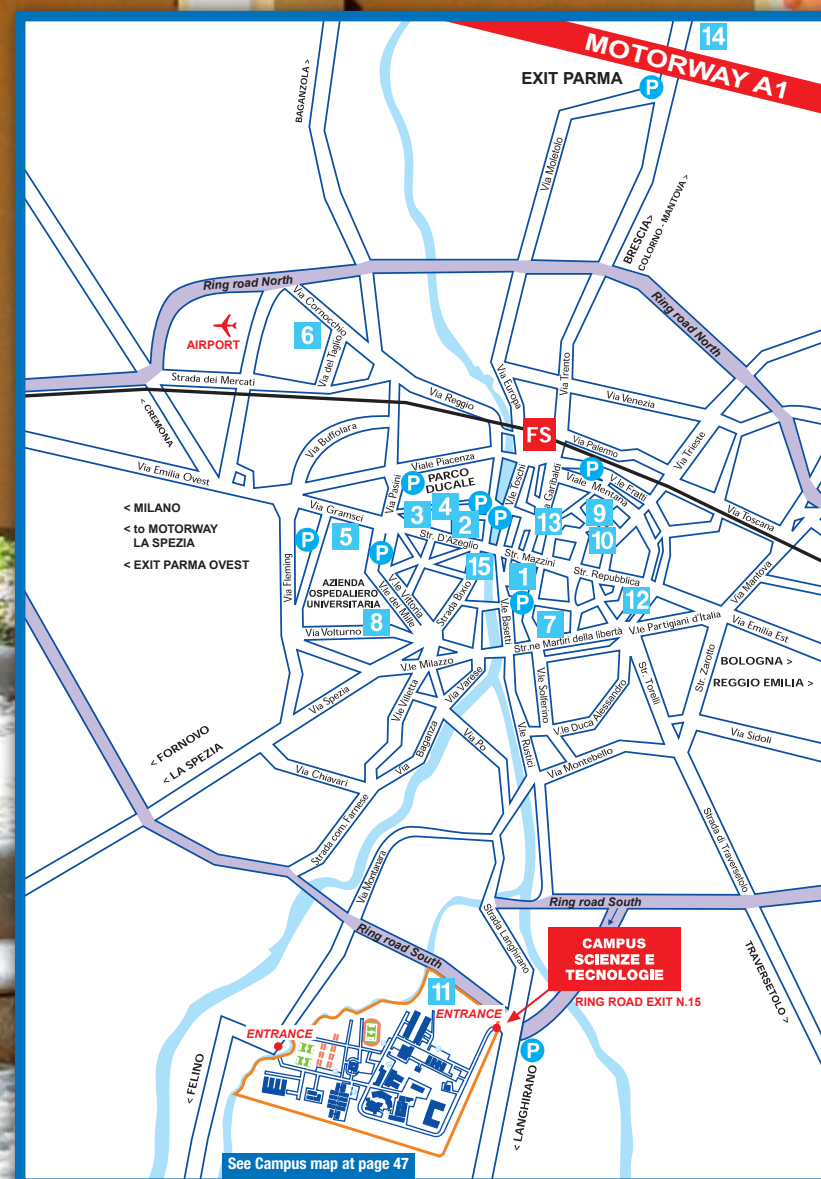 14
MOTORWAY A1
EXIT PARMA
P
BAGANZOLA >
Via Moletolo
BRESCIA>
COLORNO - MANTOVA >
Ring road North
Ring road North
AIRPORT
6
Via Cornocchio
Via del Taglio
Strada dei Mercati
Via Reggio
Via Europa
Via Trento
Via Venezia
< CREMONA
FS
Via Palermo
Via Trieste
Via Buffolara
Via Emilia Ovest
Viale Piacenza
P
PARCO
DUCALE
V.le Toschi
Garibaldi
P
V.le Fratti
Viale Mentana
Via Toscana
Via Pasini
< MILANO
< to MOTORWAY
LA SPEZIA
< EXIT PARMA OVEST
Via Gramsci
3
4
2
P
P
13
9
10
5
P
P
Str. D'Azeglio
Str. Mazzini
Str. Repubblica
Via Mantova
Via Fleming
AZIENDA
OSPEDALIERO
UNIVERSITARIA
V.le Vittoria
V.le dei Mille
Strada Bixio
15
1
P
V.le Basetti
7
12
8
Via Volturno
Str.ne Martiri della libertà
V.le Partigiani d'Italia
Via Emilia Est
BOLOGNA >
REGGIO EMILIA >
V.le Milazzo
Via Varese
V.le Solferino
V.le Duca Alessandro
Str. Torelli
Str. Zarotto
Via Sidoli
Via Spezia
V.le Villetta
Via Baganza
Via Po
V.le Rustici
Via Montebello
< FORNOVO
< LA SPEZIA
Via Chiavari
Strada com. Farnese
Via Montanara
Strada di Traversetolo
Ring road South
Strada Langhirano
Ring road South
CAMPUS
SCIENZE E
TECNOLOGIE
RING ROAD EXIT N.15
TRAVERSETOLO >
11
ENTRANCE
ENTRANCE
P
< FELINO
< LANGHIRANO
See Campus map at page 47